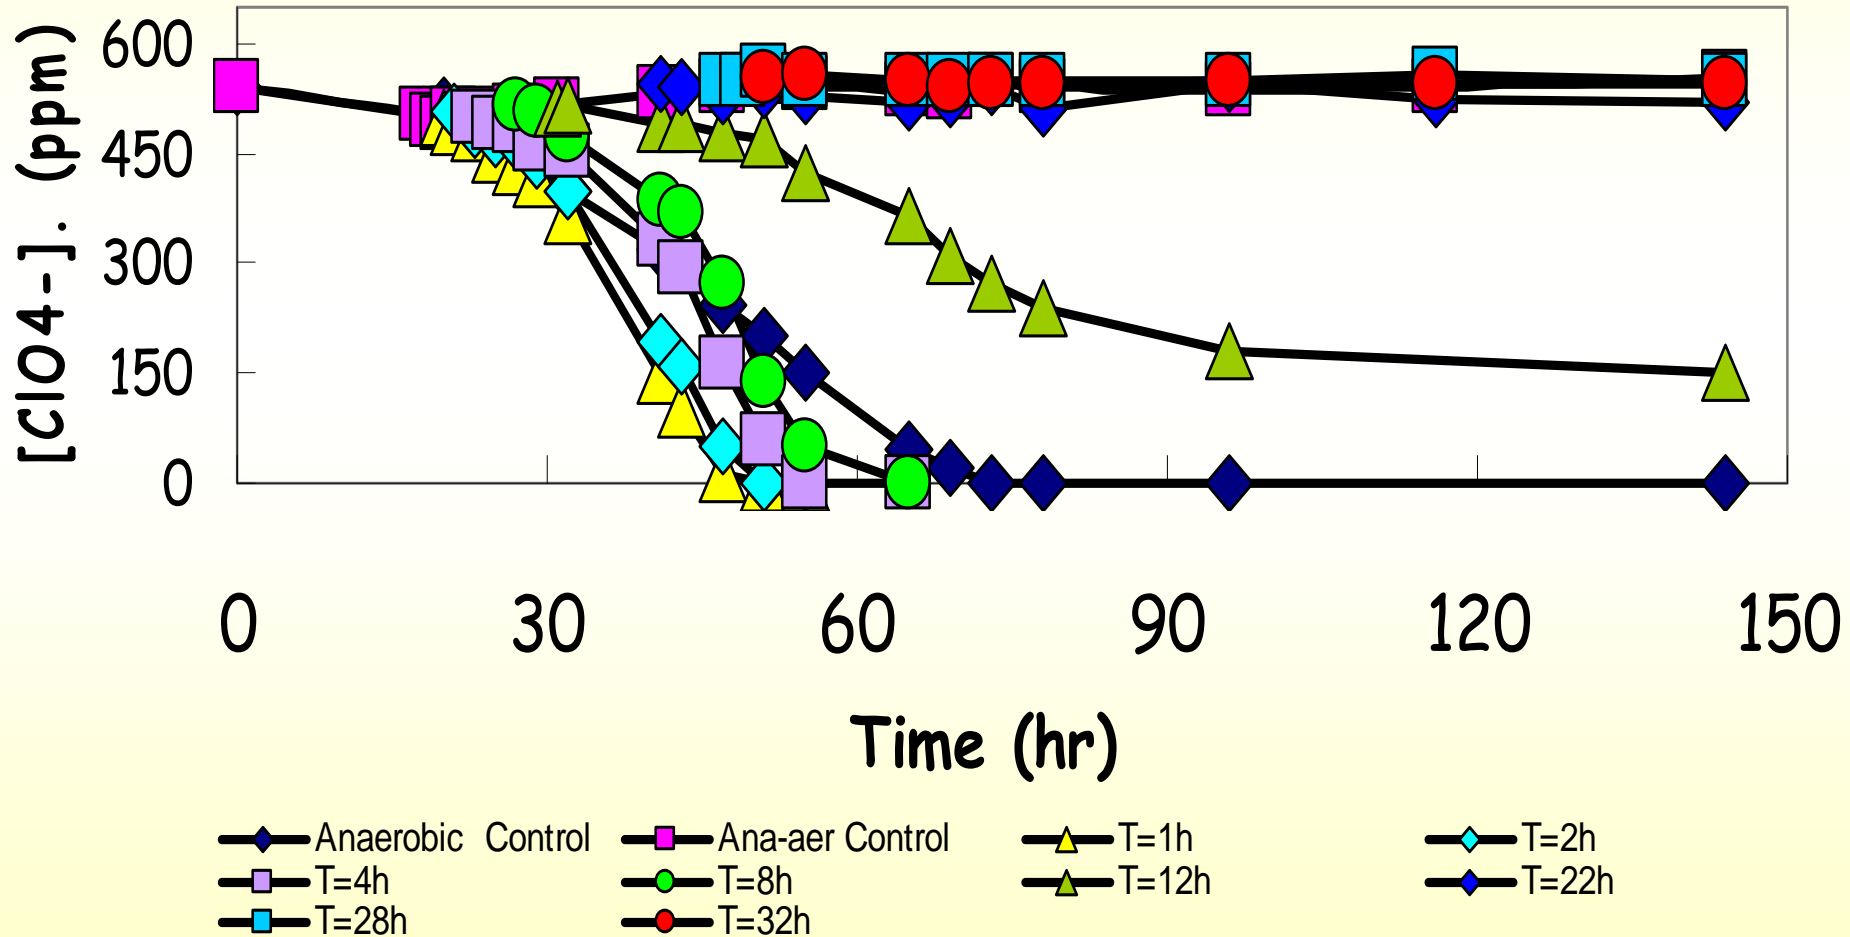 [ClO4-]. (ppm)
600
450
300
150
0
0 30 60 90 120 150
Time (hr)
Anaerobic Control Ana-aer Control T=1h T=2h
T=4h T=8h T=12h T=22h
T=28h T=32h